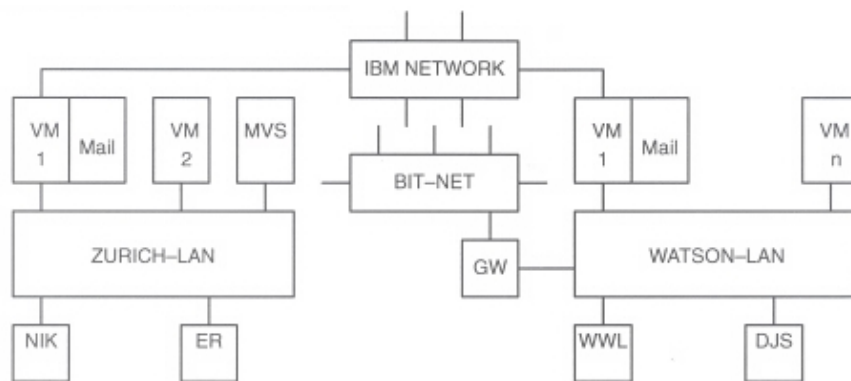 IBM NETWORK
VM
1
Mail
VM
2
MVS
VM
1
Mail
VM
n
BIT–NET
ZURICH–LAN
GW
WATSON–LAN
NIK
ER
WWL
DJS